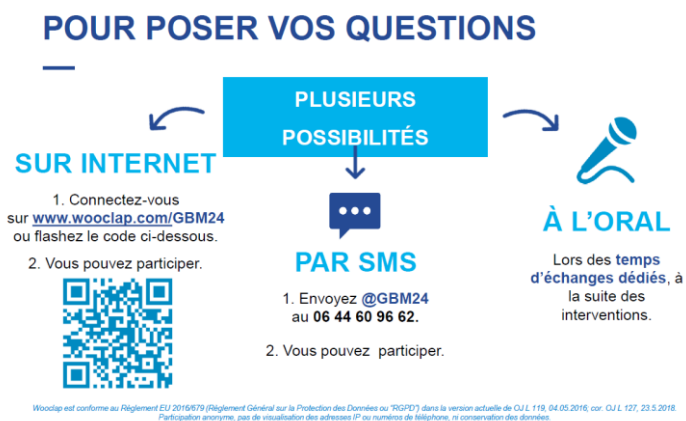 POUR POSER VOS QUESTIONS
PLUSIEURS
POSSIBILITÉS
SUR INTERNET
1. Connectez-vous
sur www.wooclap.com/GBM24
ou flashez le code ci-dessous.
2. Vous pouvez participer.
PAR SMS
1. Envoyez @GBM24
au 06 44 60 96 62.
2. Vous pouvez participer.
À L'ORAL
Lors des temps
d'échanges dédiés, à
la suite des
interventions.
Wooclap est conforme au Règlement EU 2016/679 (Règlement Général sur la Protection des Données ou "RGPD") dans la version actuelle de OJ L 119, 04.05.2016; cor. OJ L 127, 23.5.2018.
Participation anonyme, pas de visualisation des adresses IP ou numéros de téléphone, ni conservation des données.